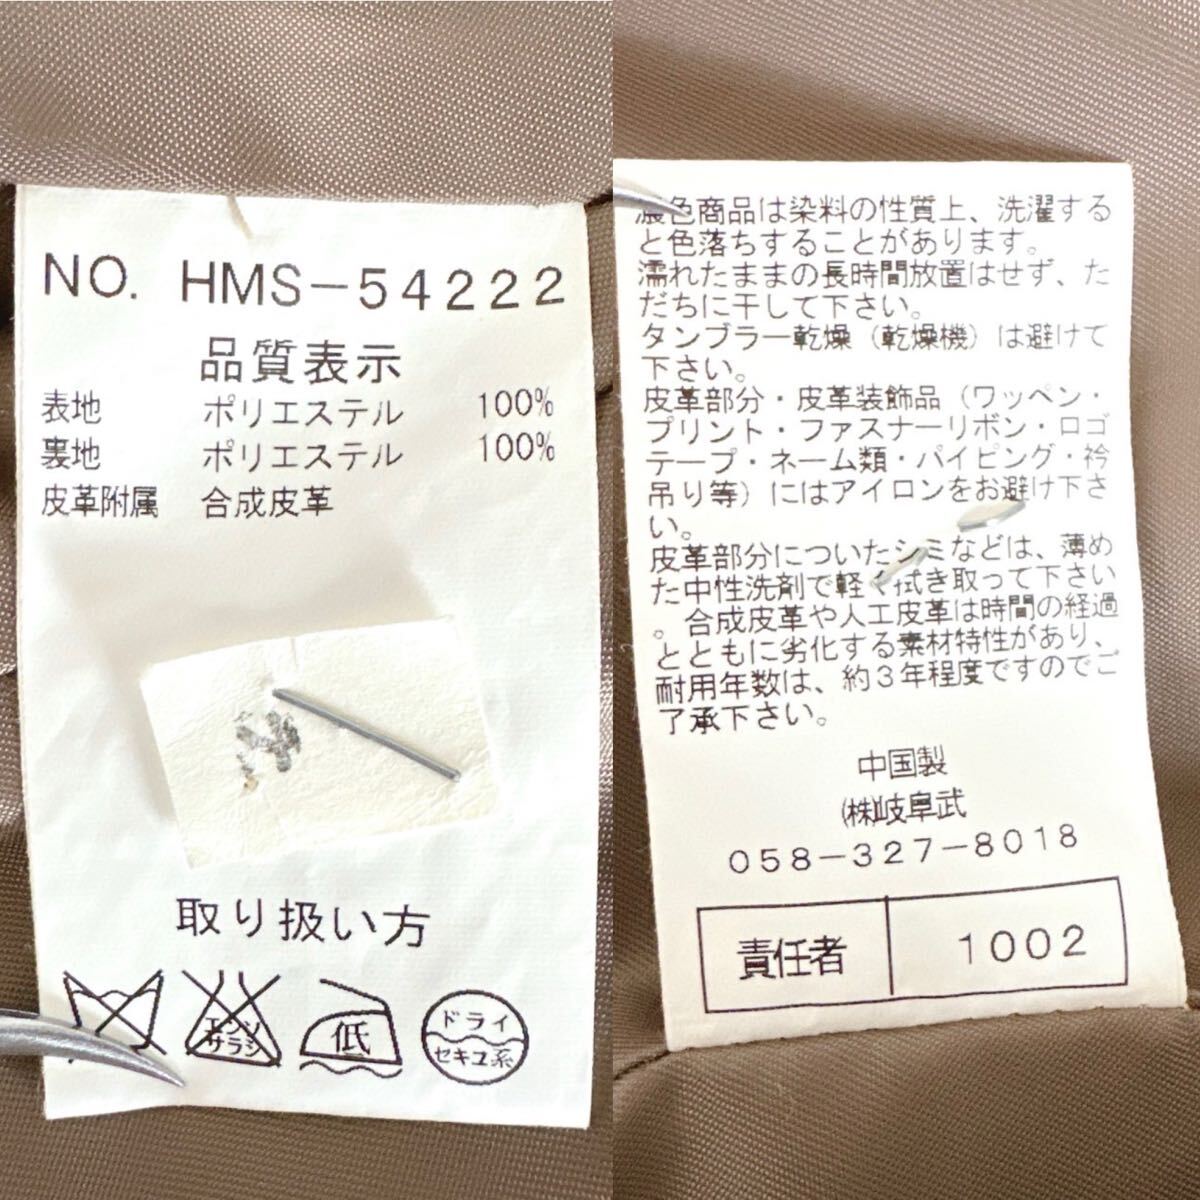 NO. HMS-54222
品質表示
表地 ポリエステル 100%
裏地 ポリエステル 100%
皮革附属 合成皮革
取り扱い方
エンソ
サラシ
低
ドライ
セキユ系
濃色商品は染料の性質上、洗濯する
と色落ちすることがあります。
濡れたままの長時間放置はせず、た
だちに干して下さい。
タンブラー乾燥（乾燥機）は避けて
下さい。
皮革部分・皮革装飾品（ワッペン・
プリント・ファスナーリボン・ロゴ
テープ・ネーム類・パイピング・衿
吊り等）にはアイロンをお避け下さ
い。
皮革部分についたシミなどは、薄め
た中性洗剤で軽く拭き取って下さい
。合成皮革や人工皮革は時間の経過
とともに劣化する素材特性があり、
耐用年数は、約3年程度ですのでご
了承下さい。
中国製
(株)岐阜武
058-327-8018
責任者 1002